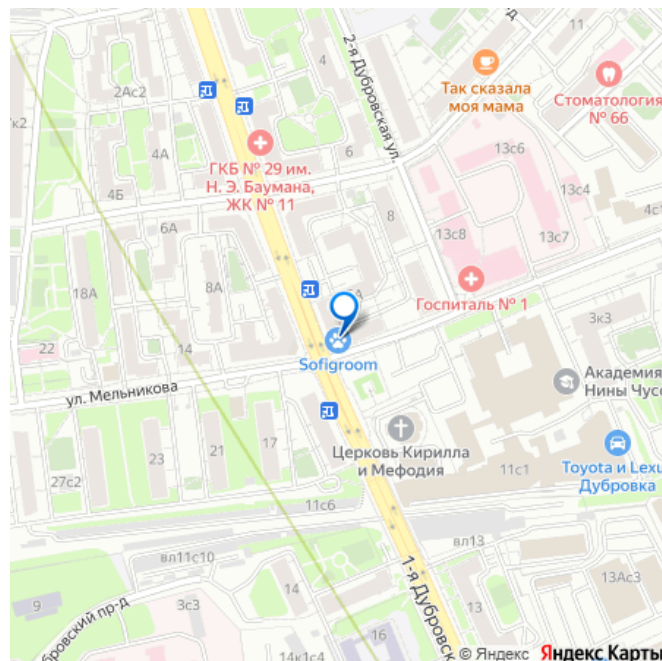 11
4
2-я Дубровская ул.
Так сказала
моя мама
Стоматология
№ 66
2Ас2
ГКБ № 29 им.
Н. Э. Баумана,
ЖК № 11
4А
6
13с6
13с4
4Б
6А
8
13с8
13с7
18А
8А
Госпиталь № 1
22
14
3к3
Sofigroom
ул. Мельникова
Академия
Нины Чусо
Церковь Кирилла
и Мефодия
17
21
23
27с2
11с1
Toyota и Lexu
Дубровка
11с6
вл11с10
вл13
1-я Дубровск
14
13Ас3
9
3с3
бровский пр-д
13
16
14к1с4
© Яндекс Яндекс Карты